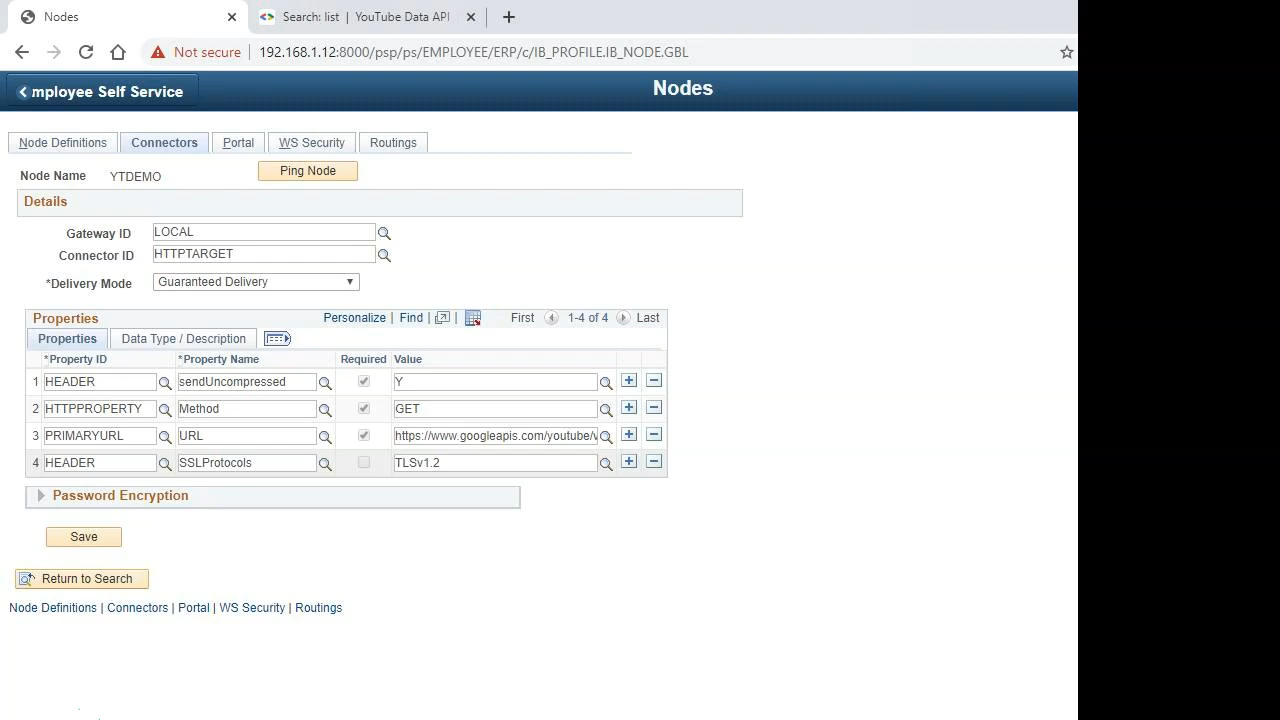 Nodes
Search: list | YouTube Data API
Not secure 192.168.1.12:8000/psp/ps/EMPLOYEE/ERP/c/IB_PROFILE.IB_NODE.GBL
mployee Self Service
Nodes
Node Definitions Connectors Portal WS Security Routings
Node Name YTDEMO Ping Node
Details
Gateway ID LOCAL
Connector ID HTTPTARGET
*Delivery Mode Guaranteed Delivery
Properties Personalize | Find | | First 1-4 of 4 Last
Properties Data Type / Description
*Property ID *Property Name Required Value
1 HEADER sendUncompressed Y
2 HTTPPROPERTY Method GET
3 PRIMARYURL URL https://www.googleapis.com/youtube/v
4 HEADER SSLProtocols TLSv1.2
Password Encryption
Save
Return to Search
Node Definitions | Connectors | Portal | WS Security | Routings